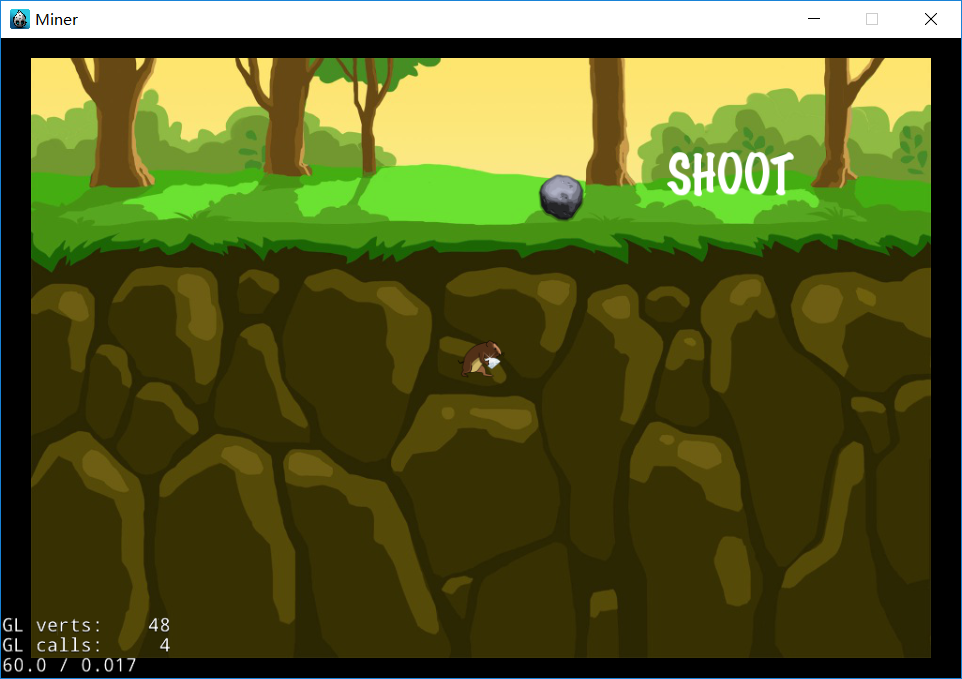 Miner
SHOOT
GL verts: 48
GL calls: 4
60.0 / 0.017